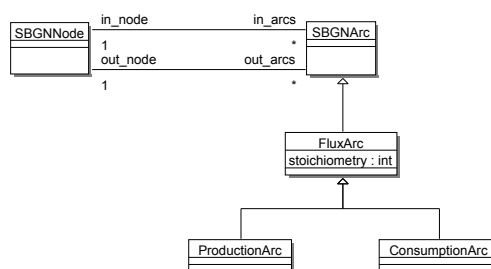 in_node in_arcs
SBGNNode SBGNArc
1 *
out_node out_arcs
1 *
FluxArc
stoichiometry : int
ProductionArc ConsumptionArc